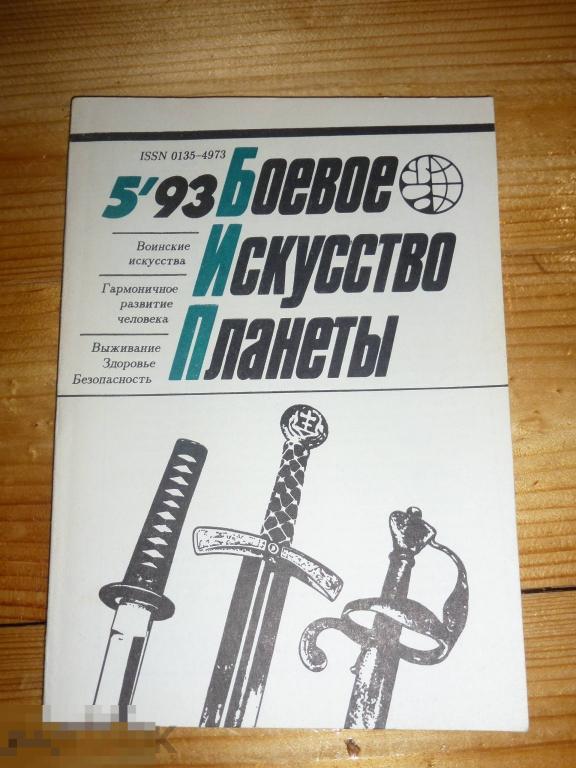 ISSN 0135-4973
5'93
Боевое
Искусство
Планеты
Воинские
искусства
Гармоничное
развитие
человека
Выживание
Здоровье
Безопасность